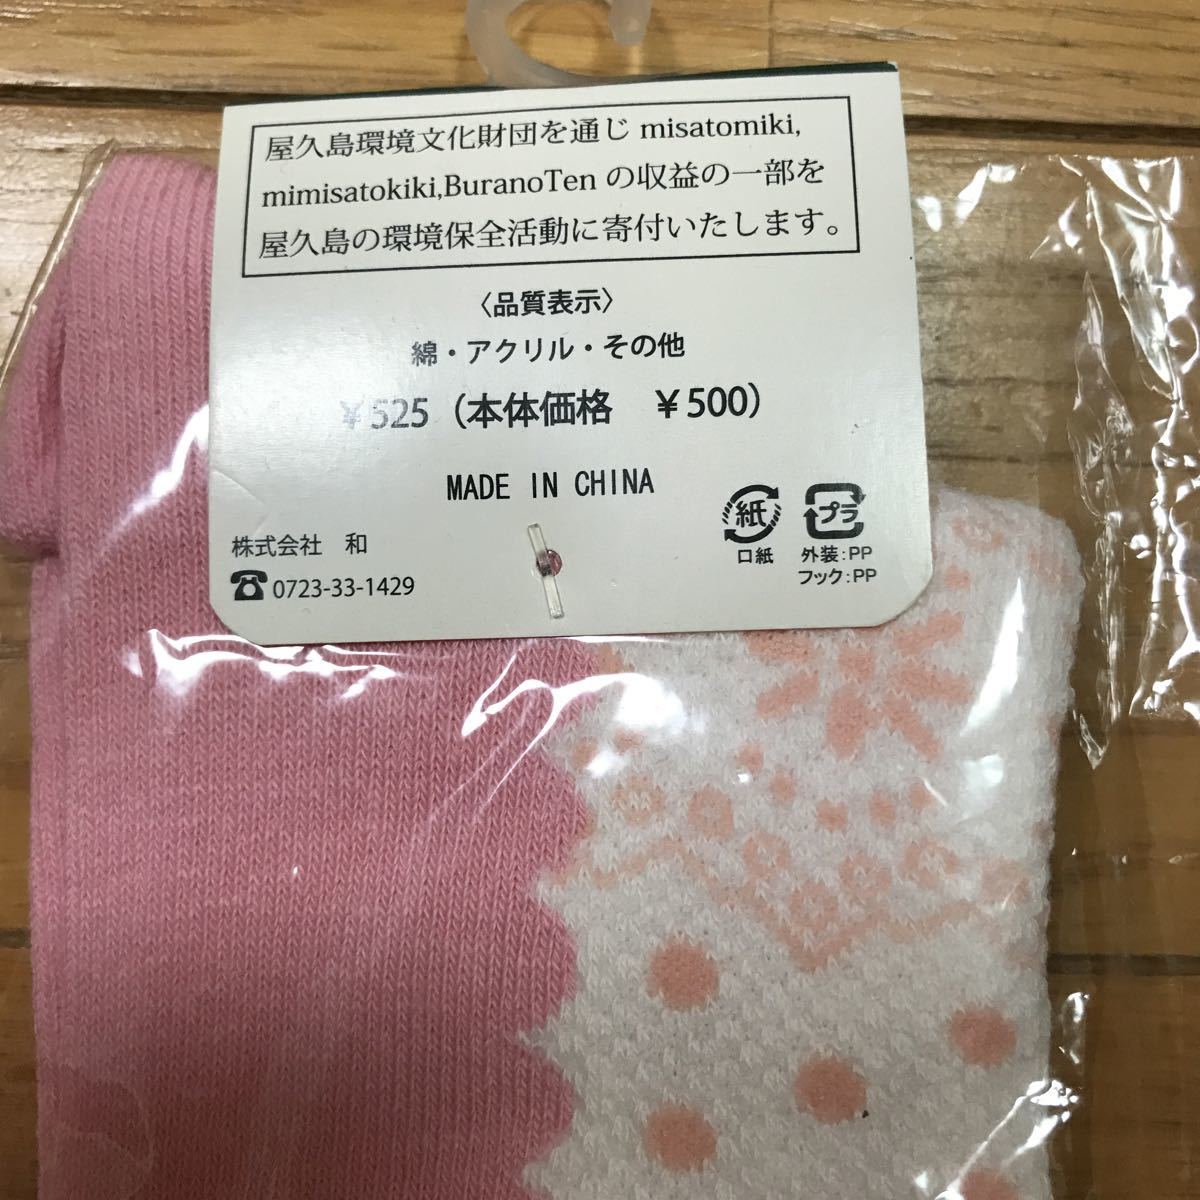 屋久島環境文化財団を通じ misatomiki,
mimisatokiki,BuranoTen の収益の一部を
屋久島の環境保全活動に寄付いたします。
〈品質表示〉
綿・アクリル・その他
￥525（本体価格　￥500）
MADE IN CHINA
株式会社　和
☎ 0723-33-1429
紙
口紙
プラ
外装:PP
フック:PP